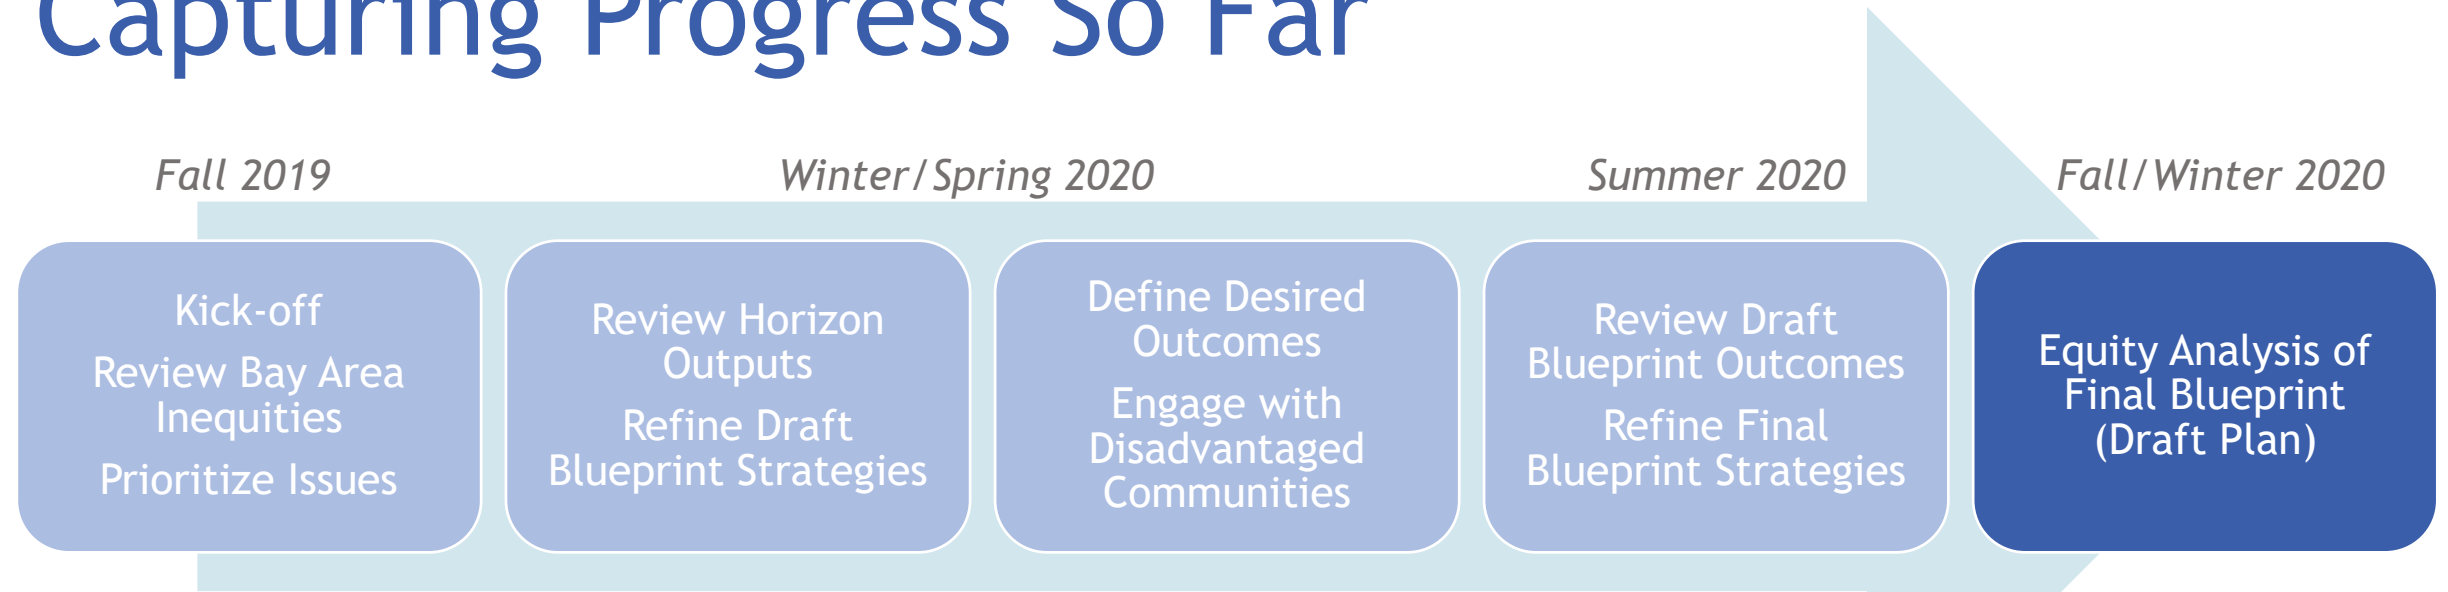 Capturing Progress So Far
Fall 2019
Winter/Spring 2020
Summer 2020
Fall/Winter 2020
Kick-off
Review Bay Area
Inequities
Prioritize Issues
Review Horizon
Outputs
Refine Draft
Blueprint Strategies
Define Desired
Outcomes
Engage with
Disadvantaged
Communities
Review Draft
Blueprint Outcomes
Refine Final
Blueprint Strategies
Equity Analysis of
Final Blueprint
(Draft Plan)